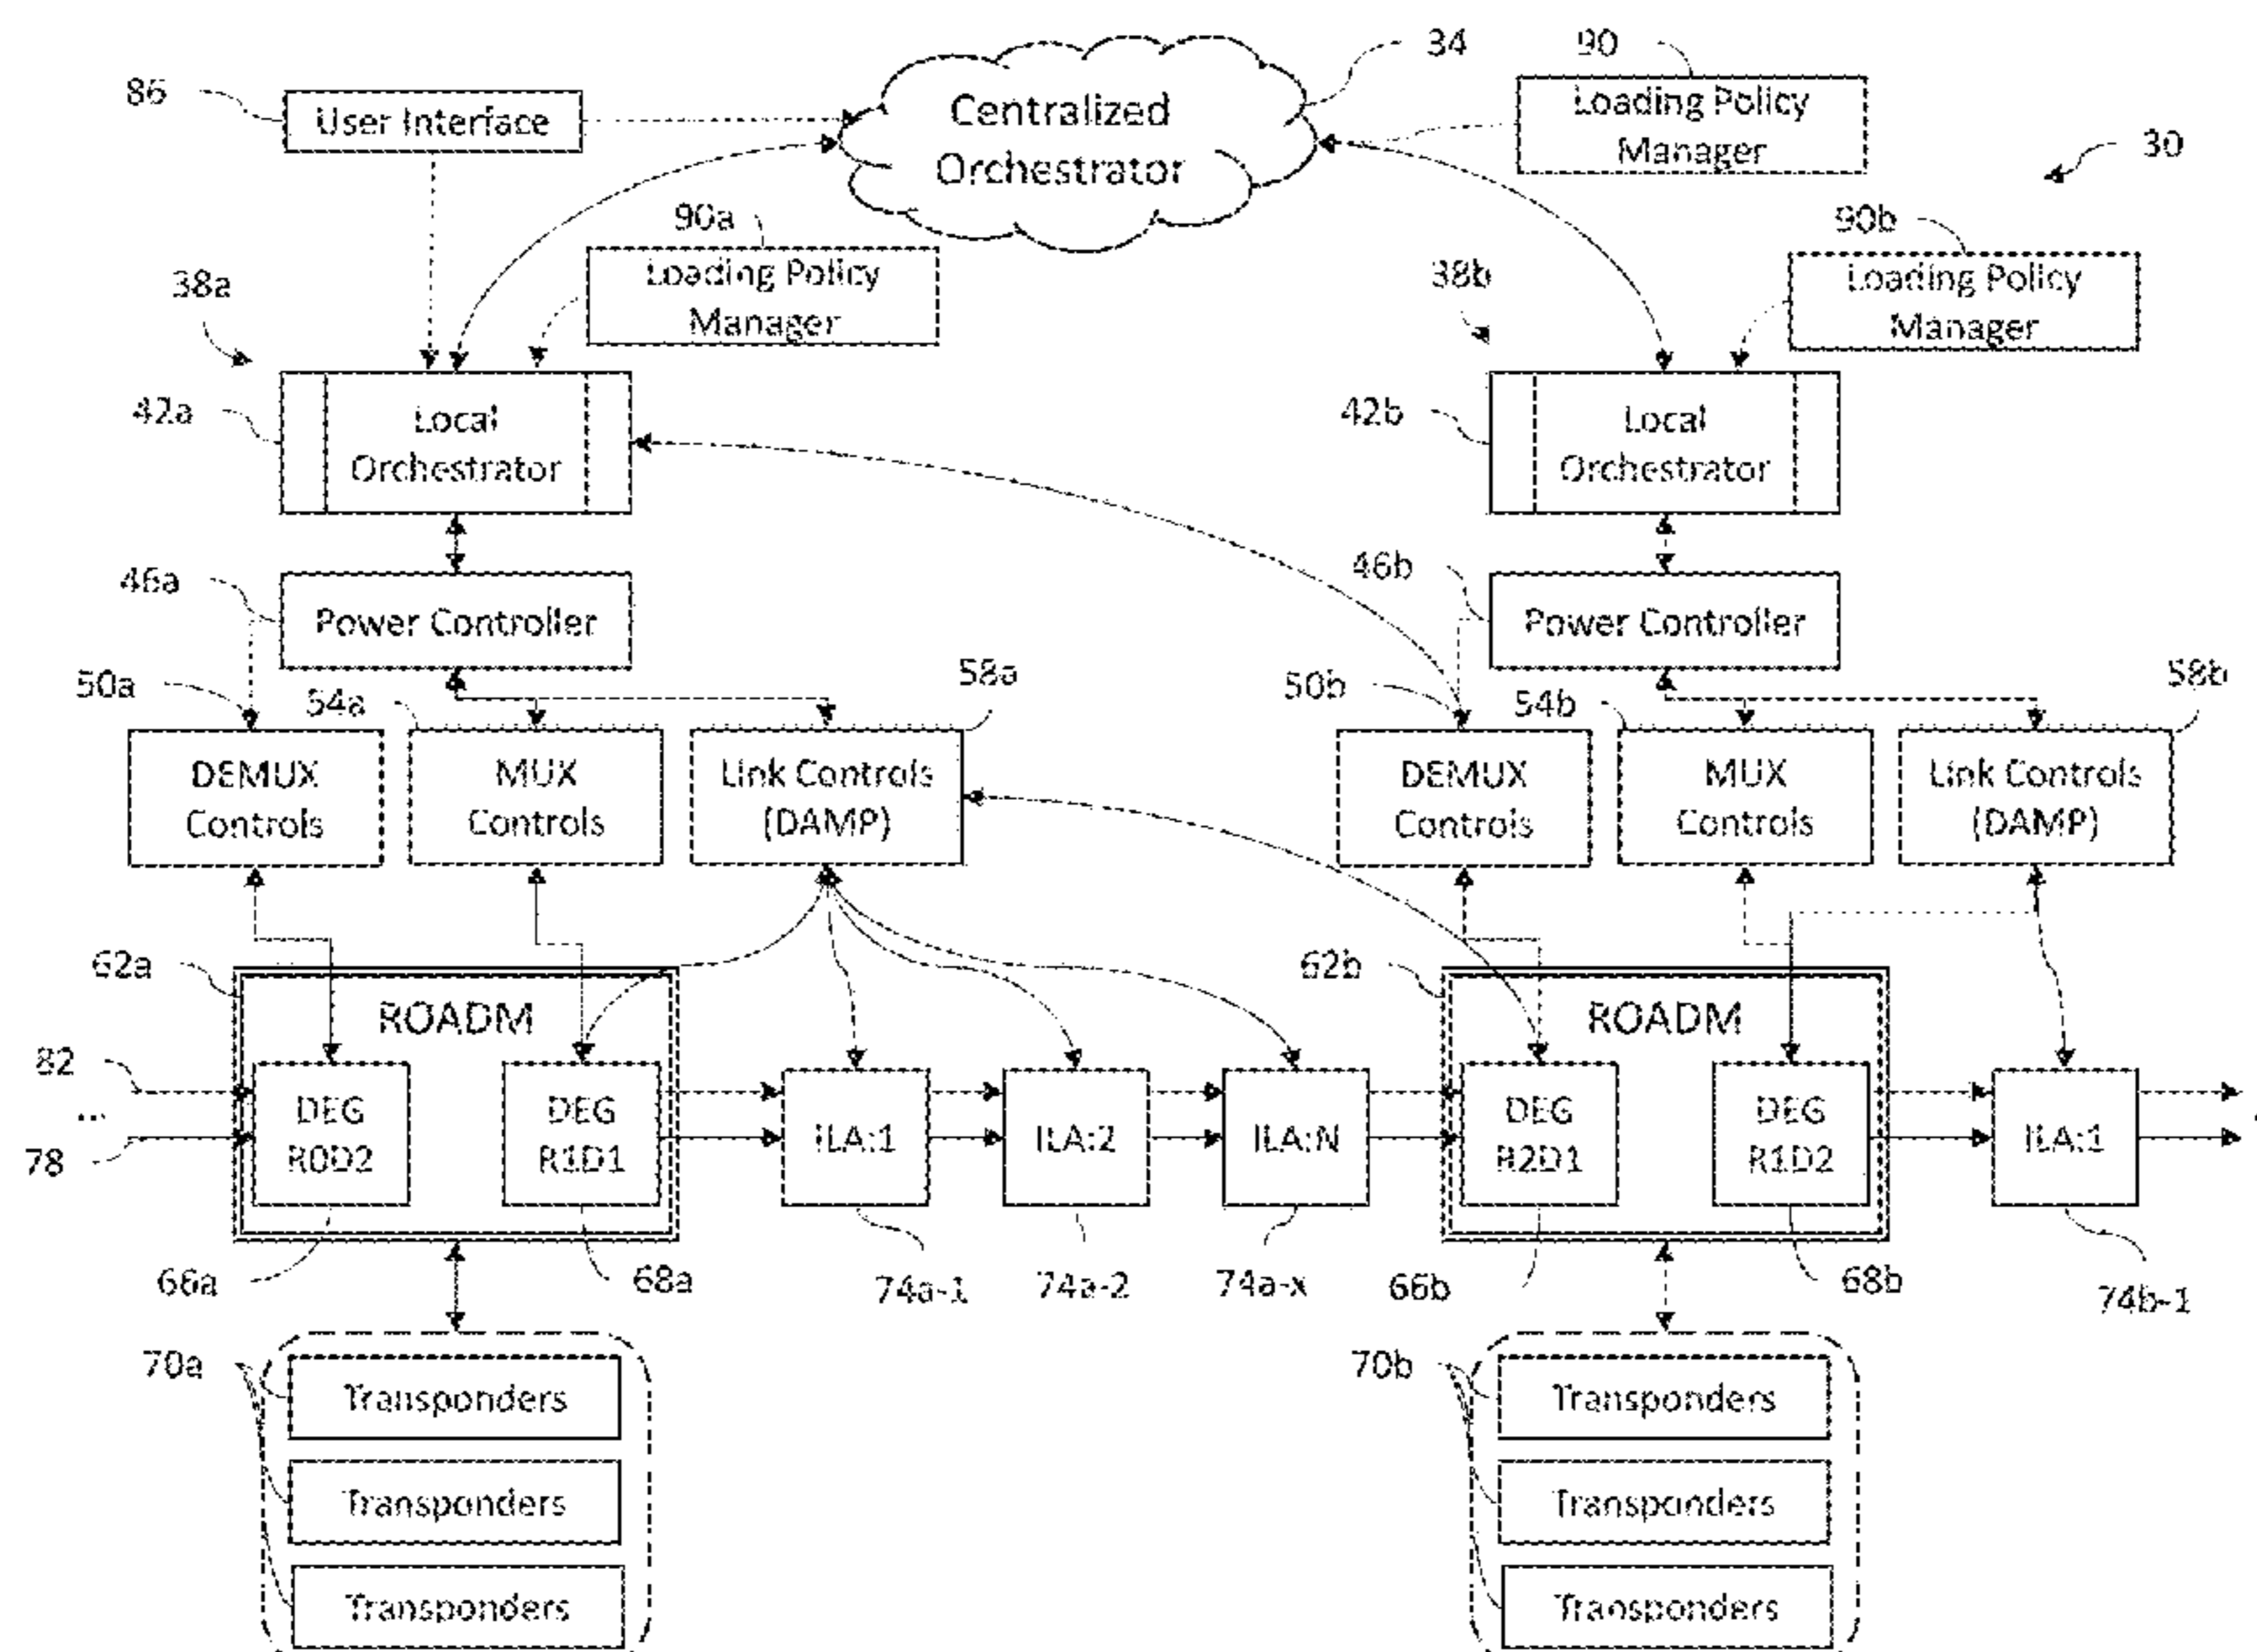 86
User Interface
Centralized
Orchestrator
34
90
Loading Policy
Manager
30
90a
Loading Policy
Manager
90b
Loading Policy
Manager
38a
38b
42a
Local
Orchestrator
42b
Local
Orchestrator
46a
Power Controller
46b
Power Controller
50a
54a
58a
50b
54b
58b
DEMUX
Controls
MUX
Controls
Link Controls
(DAMP)
DEMUX
Controls
MUX
Controls
Link Controls
(DAMP)
62a
ROADM
62b
ROADM
82
...
78
DEG
R0D2
DEG
R1D1
ILA:1
ILA:2
ILA:N
DEG
R2D1
DEG
R1D2
ILA:1
66a
68a
74a-1
74a-2
74a-x
66b
68b
74b-1
70a
Transponders
Transponders
Transponders
70b
Transponders
Transponders
Transponders